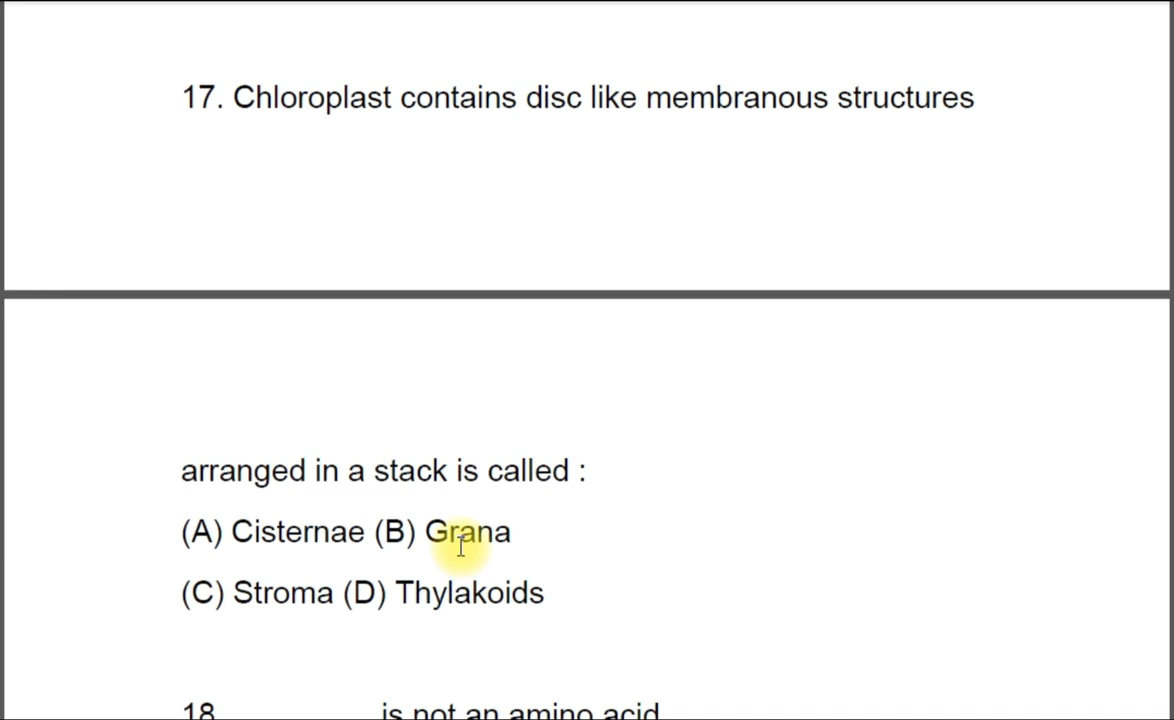 17. Chloroplast contains disc like membranous structures
arranged in a stack is called :
(A) Cisternae (B) Grana
(C) Stroma (D) Thylakoids
18 is not an amino acid